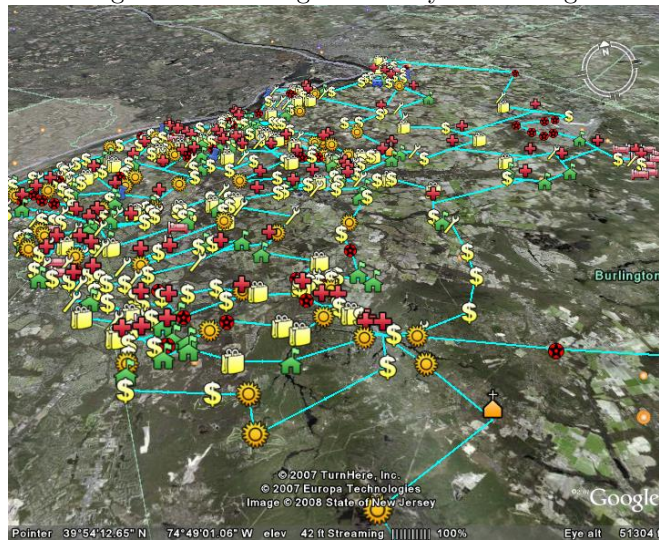 N
Burlington
© 2007 TurnHere, Inc.
© 2007 Europa Technologies
Image © 2008 State of New Jersey
Google
Pointer 39°54'12.65" N 74°49'01.06" W elev 42 ft Streaming |||||||||| 100% Eye alt 51304